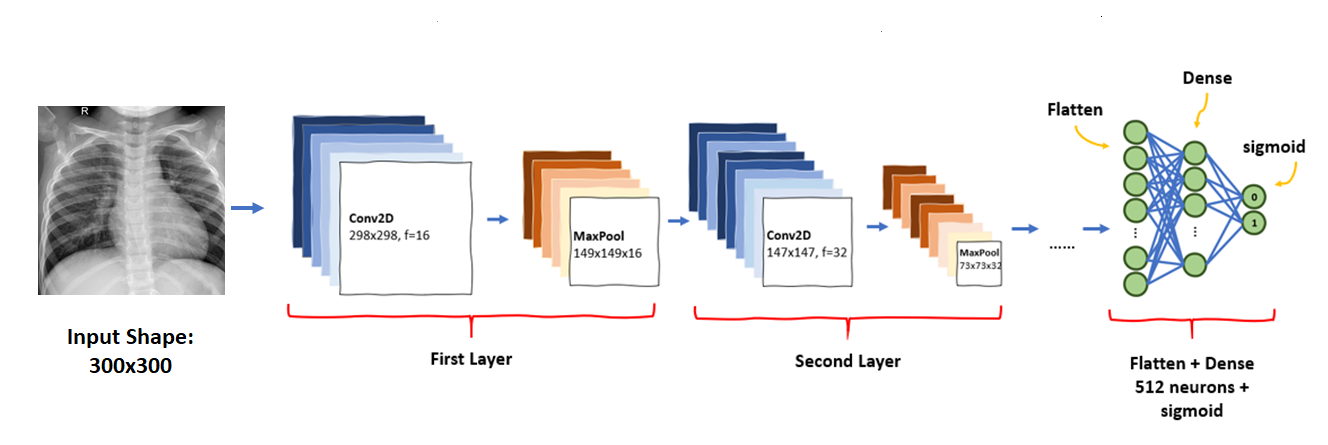 R
Input Shape:
300x300
Conv2D
298x298, f=16
MaxPool
149x149x16
First Layer
Conv2D
147x147, f=32
MaxPool
73x73x32
Second Layer
......
Flatten
Dense
sigmoid
0
1
Flatten + Dense
512 neurons +
sigmoid